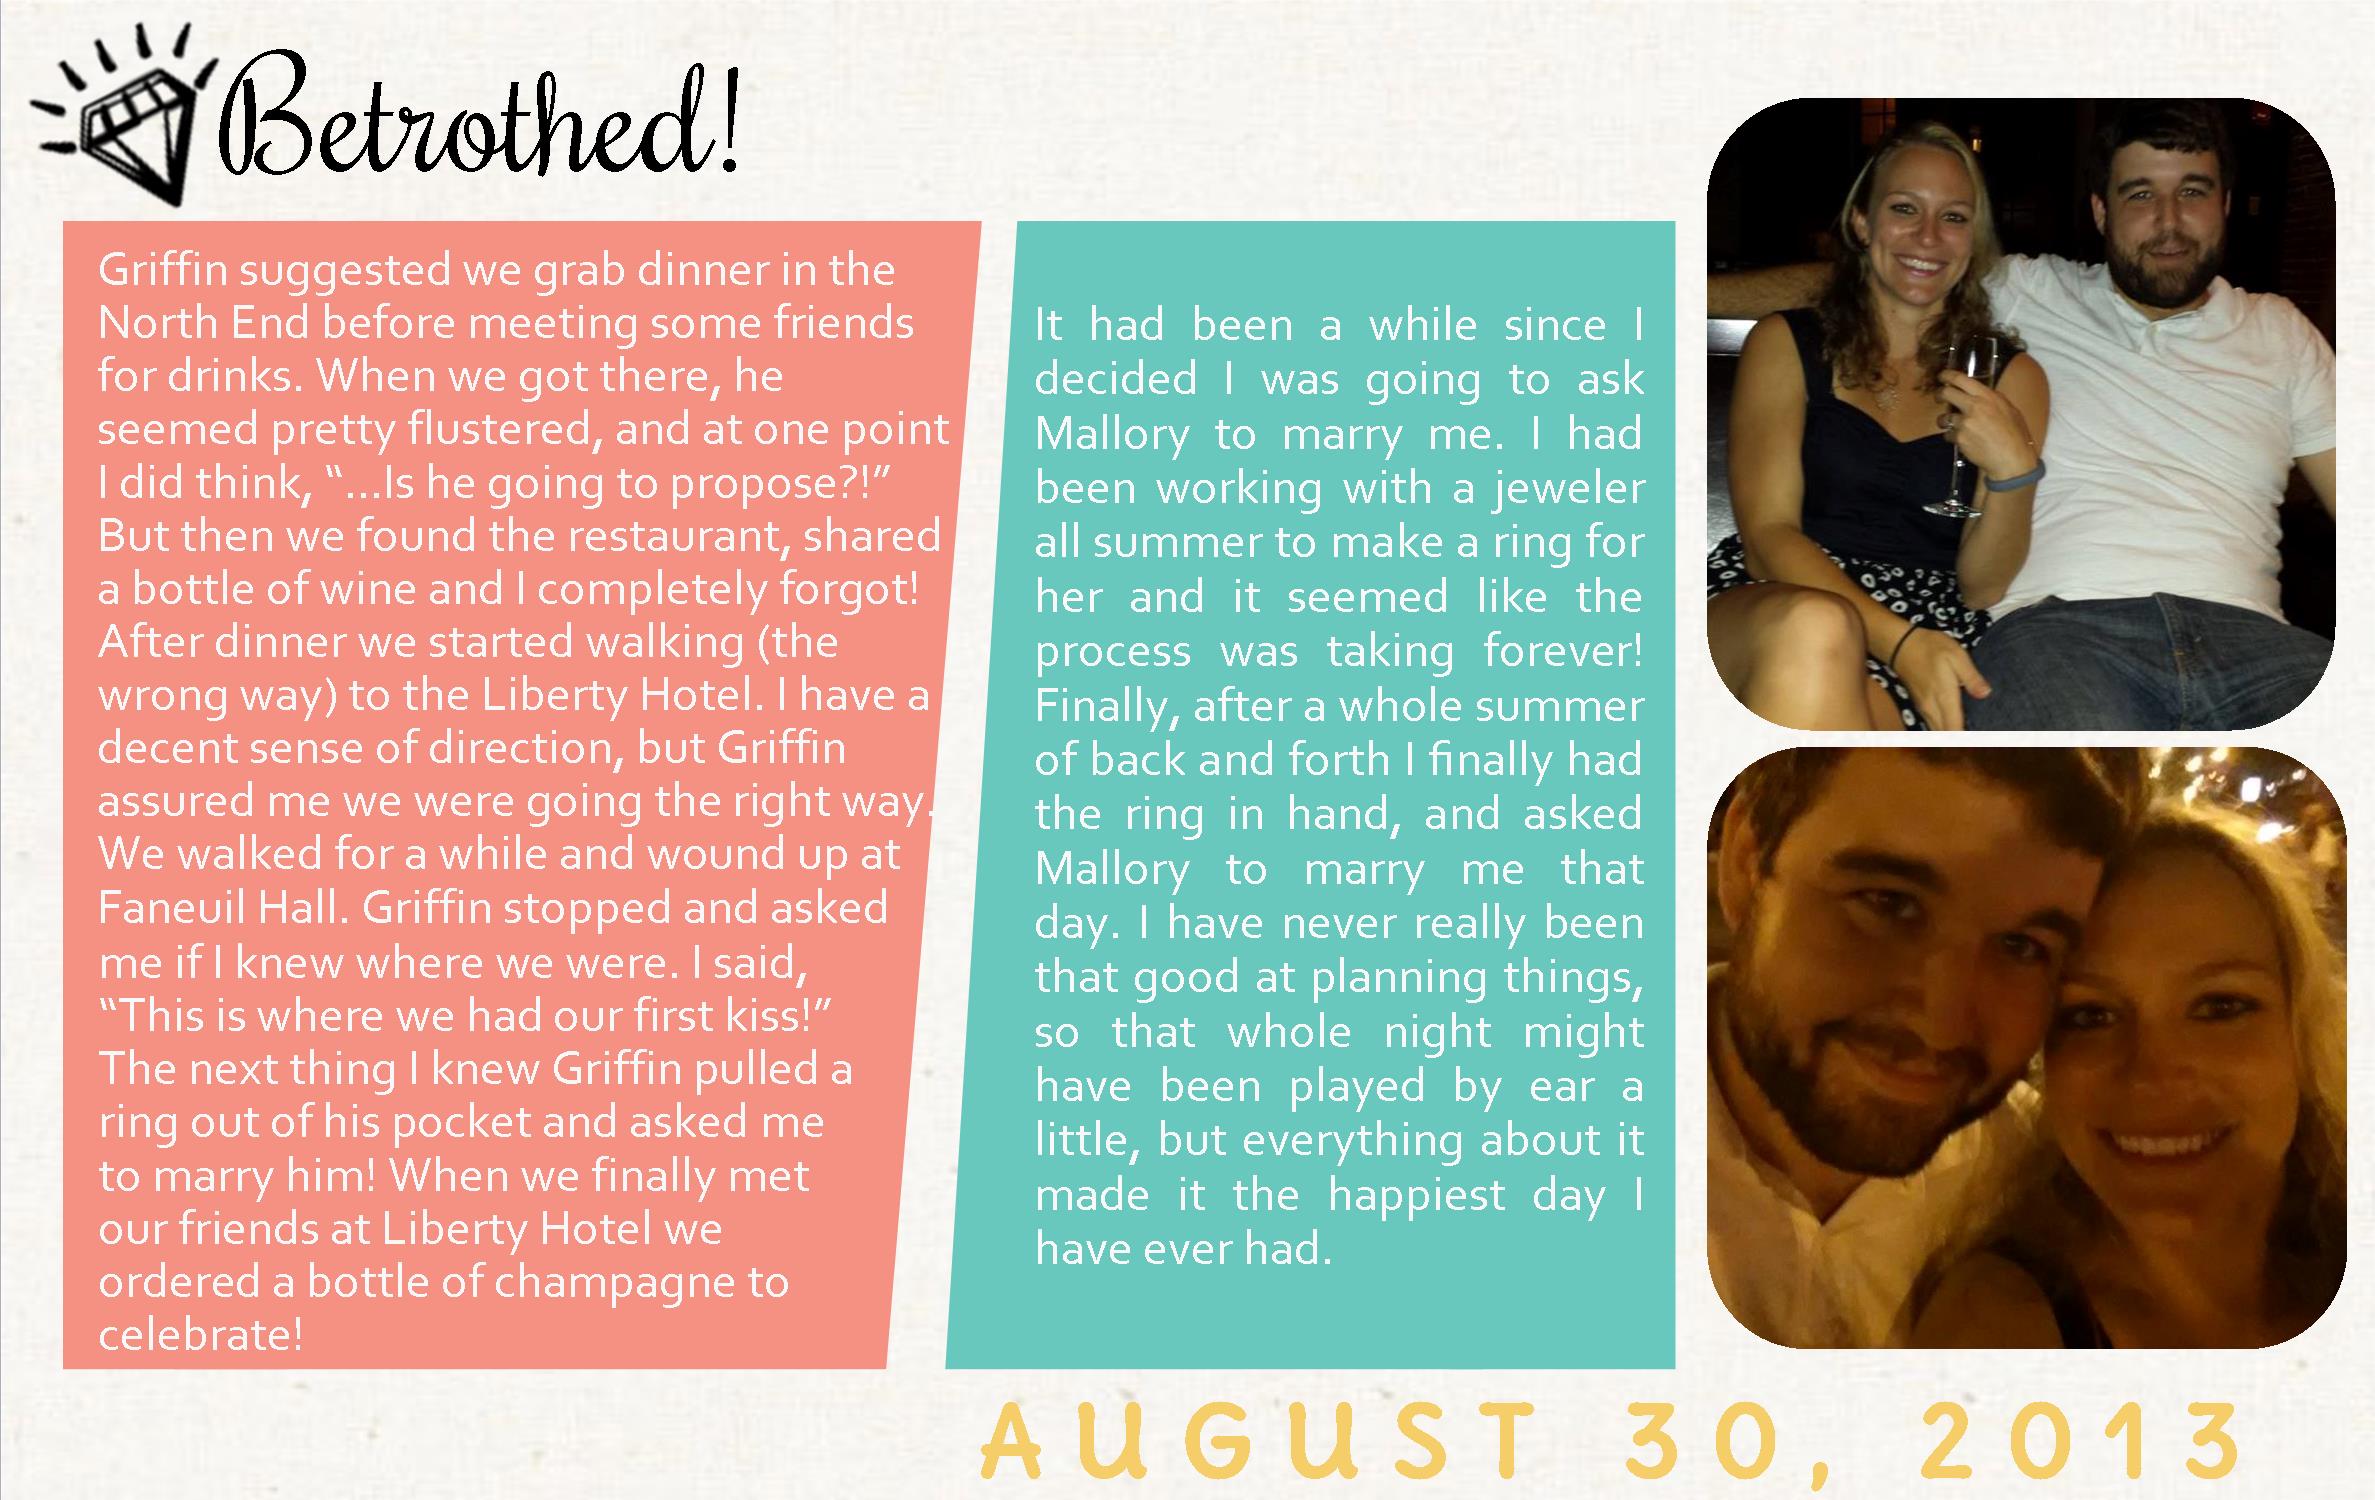 Betrothed!
Griffin suggested we grab dinner in the
North End before meeting some friends
for drinks. When we got there, he
seemed pretty flustered, and at one point
I did think, “...Is he going to propose?!”
But then we found the restaurant, shared
a bottle of wine and I completely forgot!
After dinner we started walking (the
wrong way) to the Liberty Hotel. I have a
decent sense of direction, but Griffin
assured me we were going the right way.
We walked for a while and wound up at
Faneuil Hall. Griffin stopped and asked
me if I knew where we were. I said,
“This is where we had our first kiss!”
The next thing I knew Griffin pulled a
ring out of his pocket and asked me
to marry him! When we finally met
our friends at Liberty Hotel we
ordered a bottle of champagne to
celebrate!
It had been a while since I
decided I was going to ask
Mallory to marry me. I had
been working with a jeweler
all summer to make a ring for
her and it seemed like the
process was taking forever!
Finally, after a whole summer
of back and forth I finally had
the ring in hand, and asked
Mallory to marry me that
day. I have never really been
that good at planning things,
so that whole night might
have been played by ear a
little, but everything about it
made it the happiest day I
have ever had.
AUGUST 30, 2013